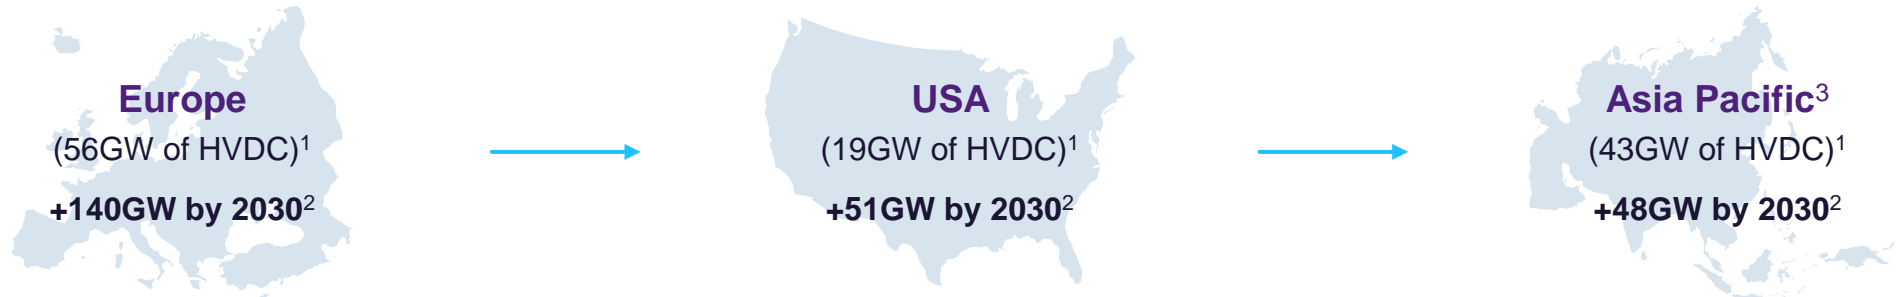 Europe
(56GW of HVDC)¹
+140GW by 2030²
USA
(19GW of HVDC)¹
+51GW by 2030²
Asia Pacific³
(43GW of HVDC)¹
+48GW by 2030²